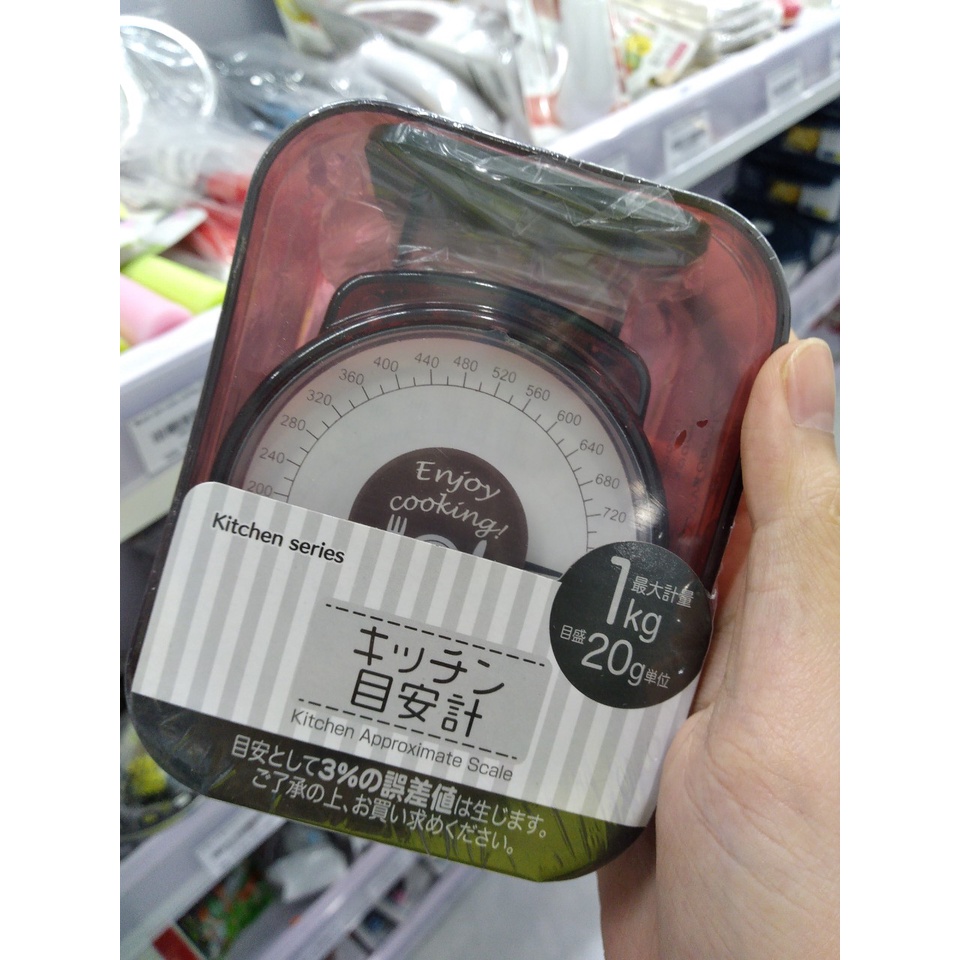 200
240
280
320
360
400
440
480
520
560
600
640
680
720
Enjoy
cooking!
Kitchen series
最大計量
1kg
目盛
20g単位
キッチン
目安計
Kitchen Approximate Scale
目安として3%の誤差値は生じます。
ご了承の上、お買い求めください。